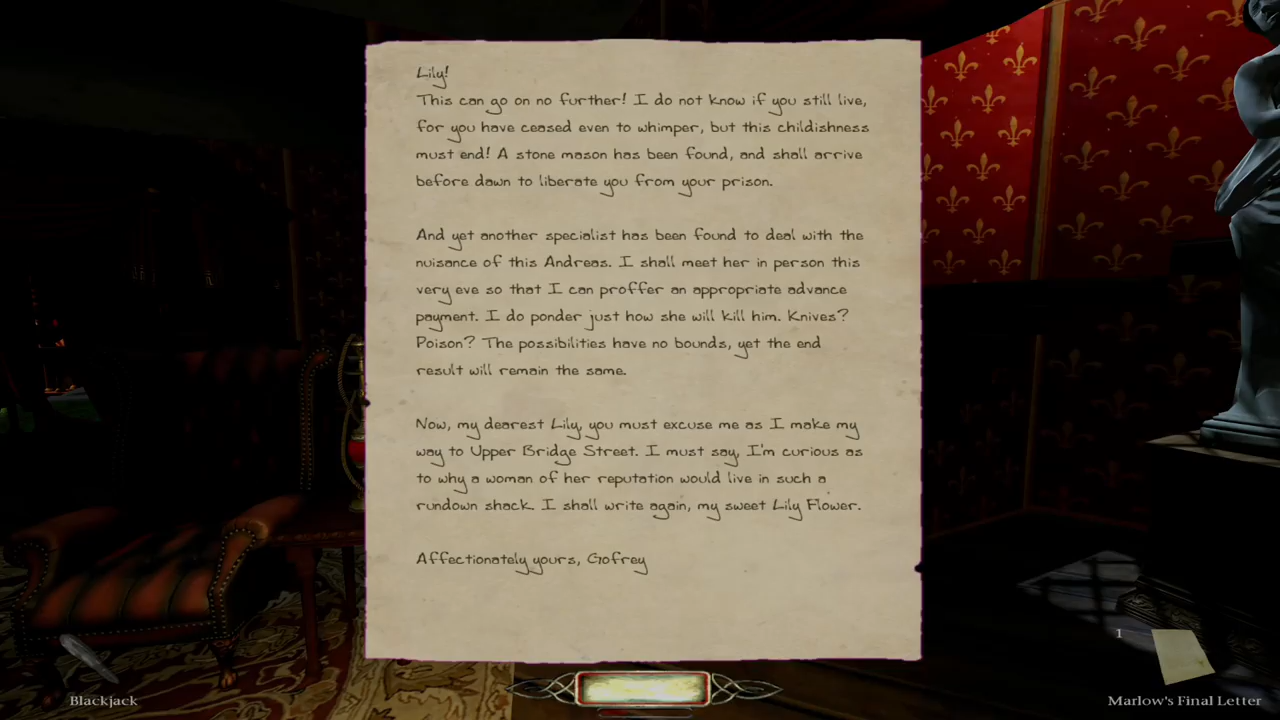 Lily!
This can go on no further! I do not know if you still live,
for you have ceased even to whimper, but this childishness
must end! A stone mason has been found, and shall arrive
before dawn to liberate you from your prison.
And yet another specialist has been found to deal with the
nuisance of this Andreas. I shall meet her in person this
very eve so that I can proffer an appropriate advance
payment. I do ponder just how she will kill him. Knives?
Poison? The possibilities have no bounds, yet the end
result will remain the same.
Now, my dearest Lily, you must excuse me as I make my
way to Upper Bridge Street. I must say, I'm curious as
to why a woman of her reputation would live in such a
rundown shack. I shall write again, my sweet Lily Flower.
Affectionately yours, Gofrey
1
Blackjack
Marlow's Final Letter